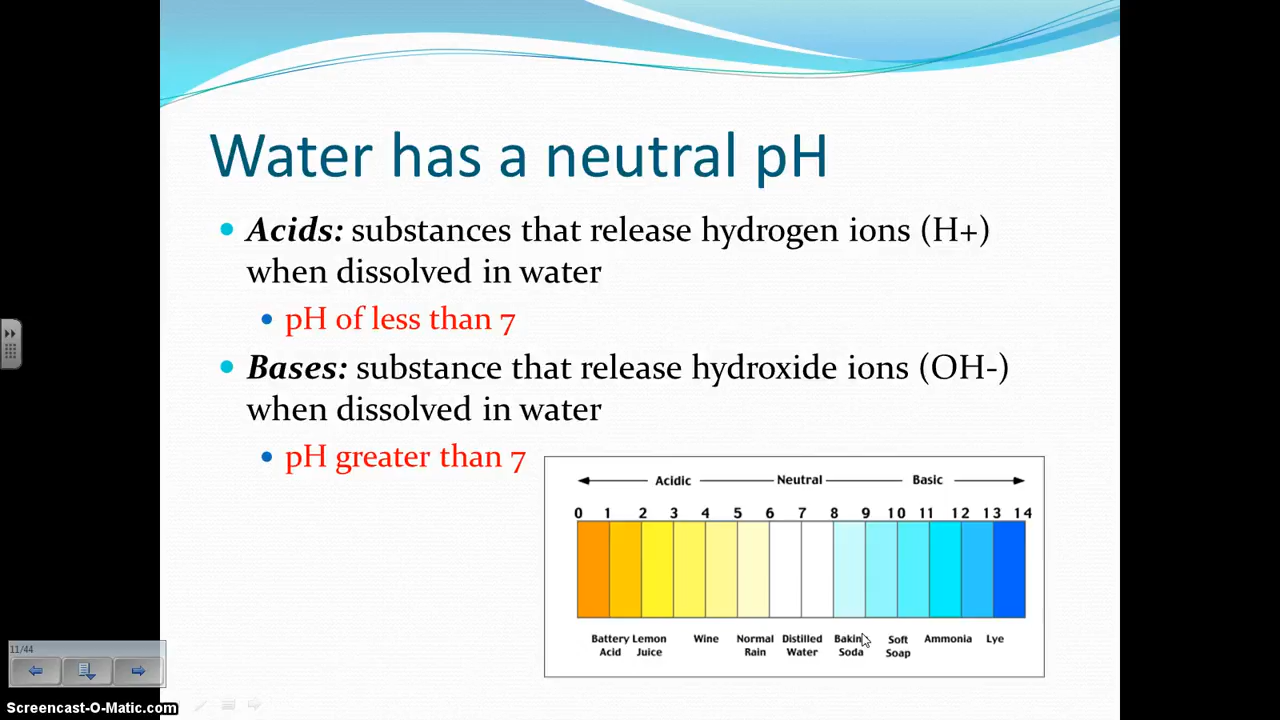 Water has a neutral pH
Acids: substances that release hydrogen ions (H+)
when dissolved in water
pH of less than 7
Bases: substance that release hydroxide ions (OH-)
when dissolved in water
pH greater than 7
Acidic Neutral Basic
0 1 2 3 4 5 6 7 8 9 10 11 12 13 14
Battery Lemon Wine Normal Distilled Baking Soft Ammonia Lye
Acid Juice Rain Water Soda Soap
11/44
Screencast-O-Matic.com